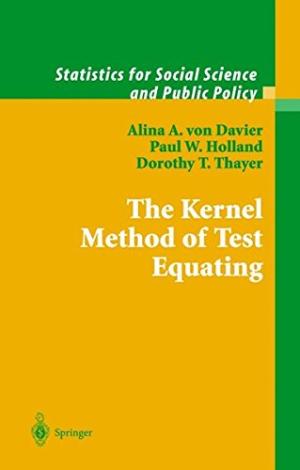 Statistics for Social Science
and Public Policy
Alina A. von Davier
Paul W. Holland
Dorothy T. Thayer
The Kernel
Method of Test
Equating
Springer